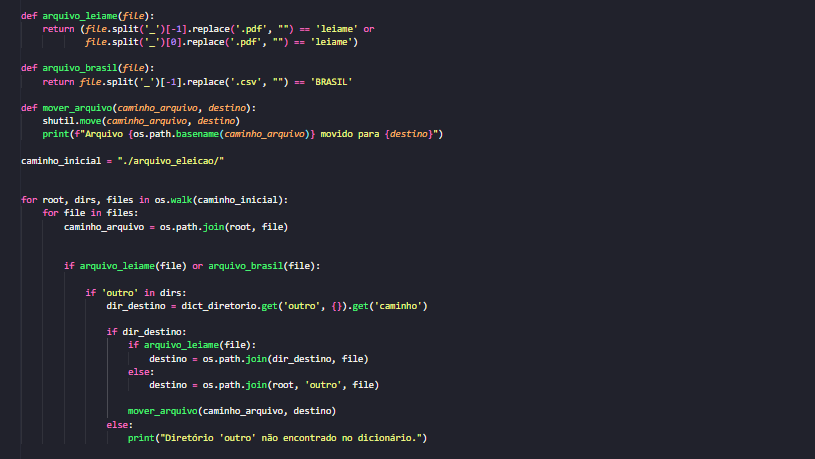 def arquivo_leiame(file):
    return (file.split('_')[-1].replace('.pdf', "") == 'leiame' or
            file.split('_')[0].replace('.pdf', "") == 'leiame')

def arquivo_brasil(file):
    return file.split('_')[-1].replace('.csv', "") == 'BRASIL'

def mover_arquivo(caminho_arquivo, destino):
    shutil.move(caminho_arquivo, destino)
    print(f"Arquivo {os.path.basename(caminho_arquivo)} movido para {destino}")

caminho_inicial = "./arquivo_eleicao/"

for root, dirs, files in os.walk(caminho_inicial):
    for file in files:
        caminho_arquivo = os.path.join(root, file)

        if arquivo_leiame(file) or arquivo_brasil(file):

            if 'outro' in dirs:
                dir_destino = dict_diretorio.get('outro', {}).get('caminho')

                if dir_destino:
                    if arquivo_leiame(file):
                        destino = os.path.join(dir_destino, file)
                    else:
                        destino = os.path.join(root, 'outro', file)

                    mover_arquivo(caminho_arquivo, destino)
                else:
                    print("Diretório 'outro' não encontrado no dicionário.")